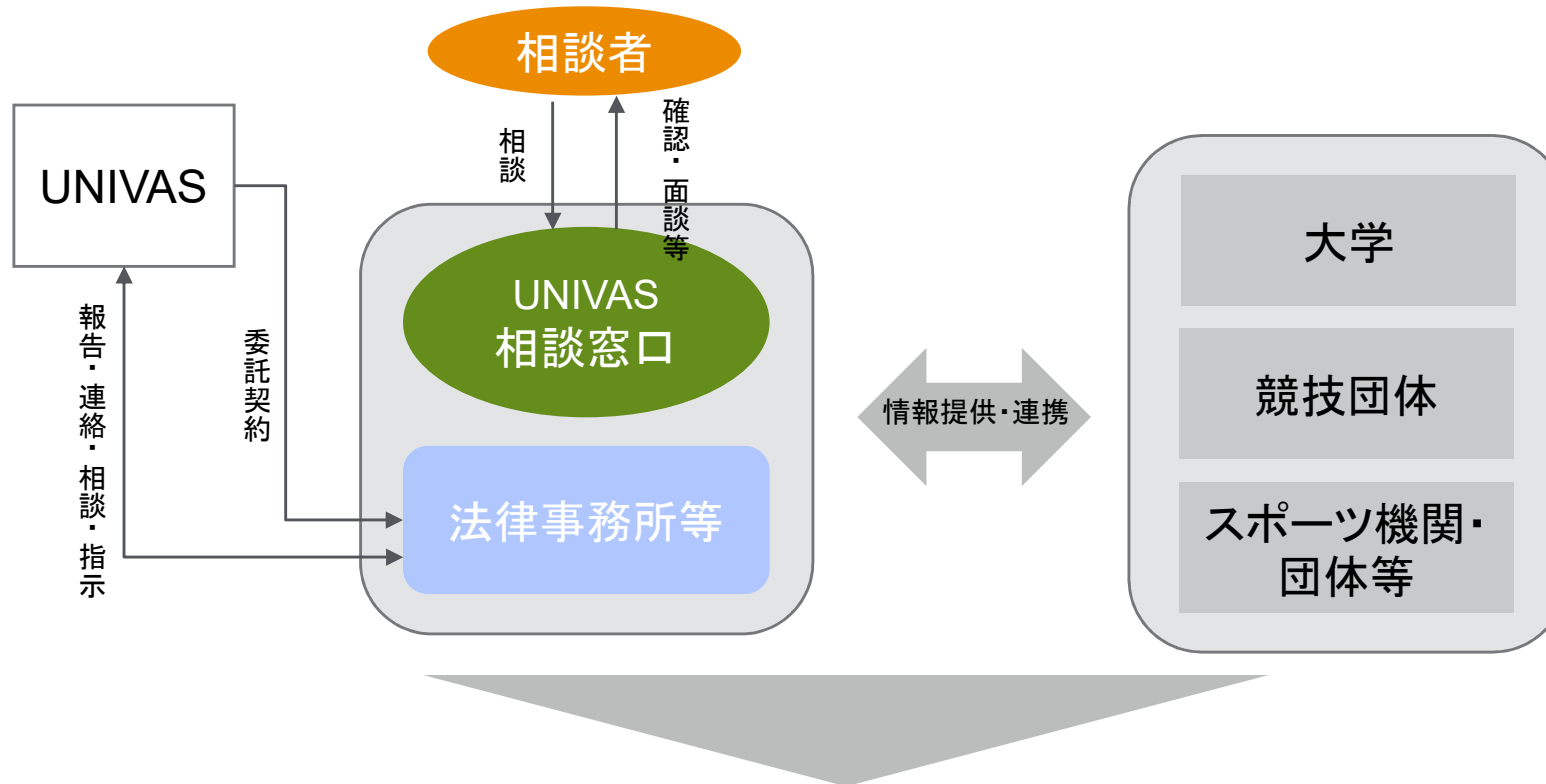 相談者
相談
確認・面談等
UNIVAS
UNIVAS
相談窓口
法律事務所等
報告・連絡・相談・指示
委託契約
情報提供・連携
大学
競技団体
スポーツ機関・
団体等